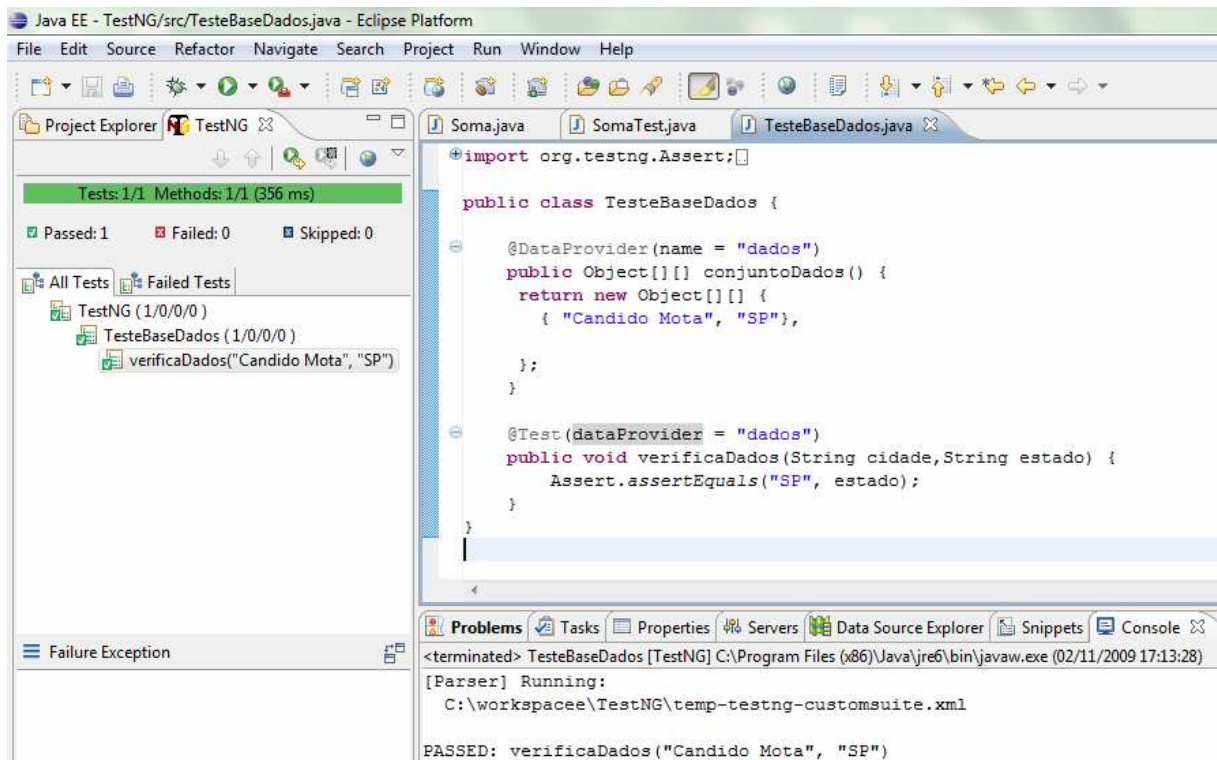 Java EE - TestNG/src/TesteBaseDados.java - Eclipse Platform
File Edit Source Refactor Navigate Search Project Run Window Help
Project Explorer TestNG
Tests: 1/1 Methods: 1/1 (356 ms)
Passed: 1 Failed: 0 Skipped: 0
All Tests Failed Tests
TestNG ( 1/0/0/0 )
TesteBaseDados ( 1/0/0/0 )
verificaDados("Candido Mota", "SP")
Failure Exception
Soma.java SomaTest.java TesteBaseDados.java
import org.testng.Assert;
public class TesteBaseDados {
@DataProvider(name = "dados")
public Object[][] conjuntoDados() {
return new Object[][] {
{ "Candido Mota", "SP"},
};
}
@Test(dataProvider = "dados")
public void verificaDados(String cidade,String estado) {
Assert.assertEquals("SP", estado);
}
}
Problems Tasks Properties Servers Data Source Explorer Snippets Console
<terminated> TesteBaseDados [TestNG] C:\Program Files (x86)\Java\jre6\bin\javaw.exe (02/11/2009 17:13:28)
[Parser] Running:
C:\workspacee\TestNG\temp-testng-customsuite.xml
PASSED: verificaDados("Candido Mota", "SP")